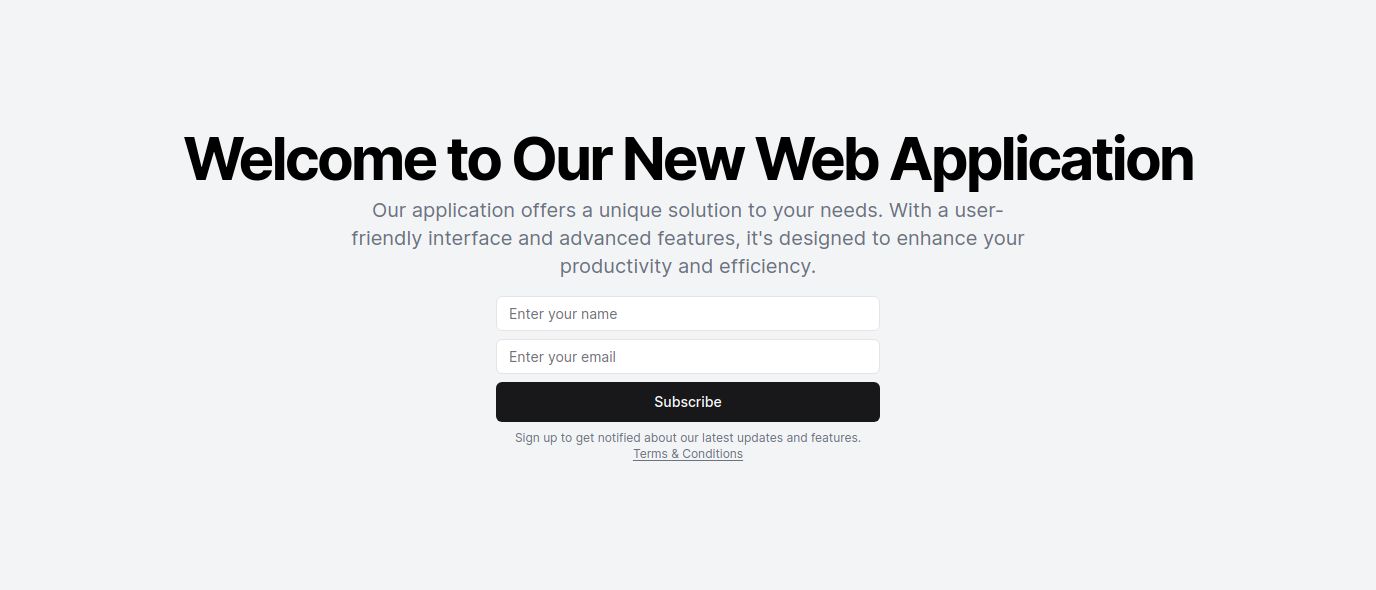 Welcome to Our New Web Application
Our application offers a unique solution to your needs. With a user-
friendly interface and advanced features, it's designed to enhance your
productivity and efficiency.
Enter your name
Enter your email
Subscribe
Sign up to get notified about our latest updates and features.
Terms & Conditions